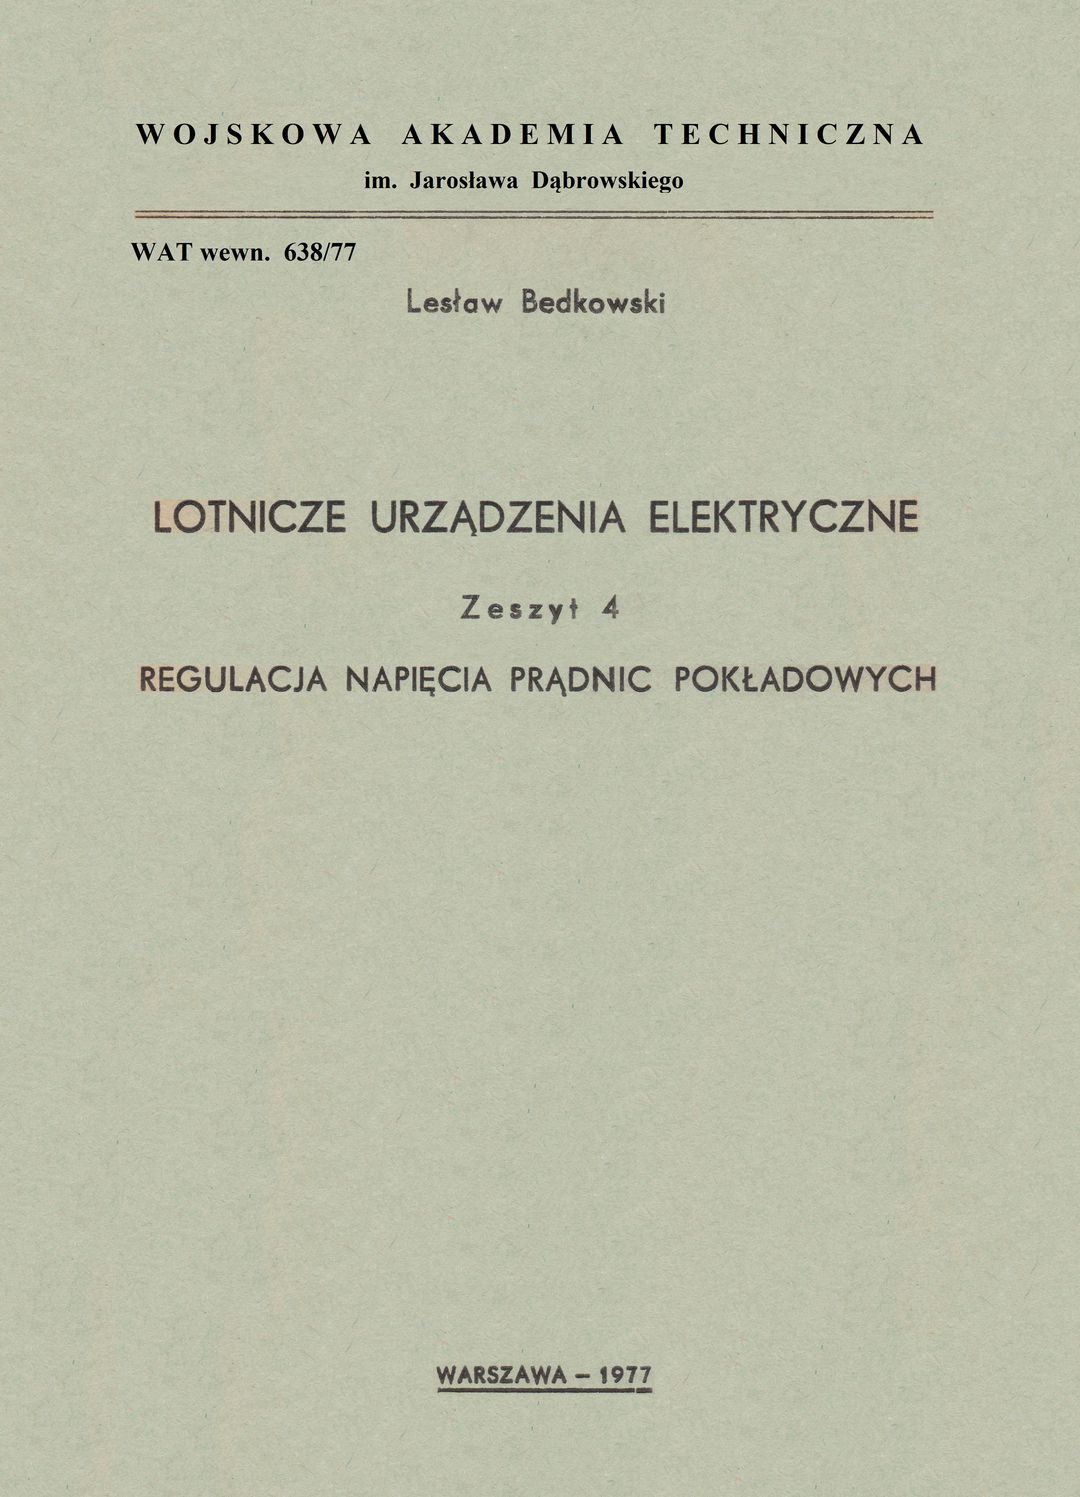 WOJSKOWA AKADEMIA TECHNICZNA
im. Jarosława Dąbrowskiego
WAT wewn. 638/77
Lesław Bedkowski
LOTNICZE URZĄDZENIA ELEKTRYCZNE
Zeszyt 4
REGULACJA NAPIĘCIA PRĄDNIC POKŁADOWYCH
WARSZAWA – 1977